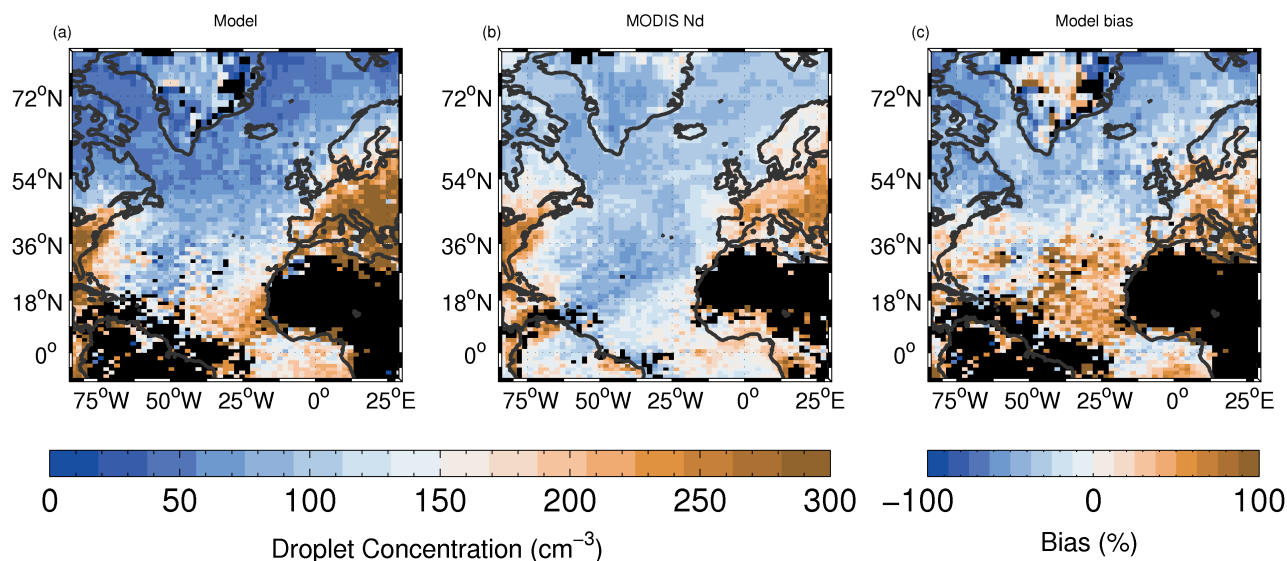 Model
MODIS Nd
Model bias
(a)
(b)
(c)
72°N
54°N
36°N
18°N
0°
75°W 50°W 25°W 0° 25°E
72°N
54°N
36°N
18°N
0°
75°W 50°W 25°W 0° 25°E
72°N
54°N
36°N
18°N
0°
75°W 50°W 25°W 0° 25°E
0 50 100 150 200 250 300
Droplet Concentration (cm⁻³)
−100 0 100
Bias (%)